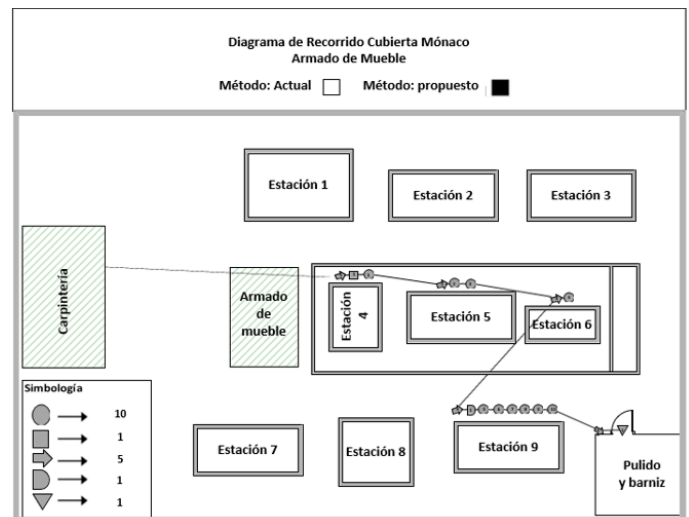 Diagrama de Recorrido Cubierta Mónaco
Armado de Mueble
Método: Actual
Método: propuesto
Estación 1
Estación 2
Estación 3
Carpintería
Armado
de
mueble
Estación
4
Estación 5
Estación 6
Simbología
10
1
5
1
1
Estación 7
Estación 8
Estación 9
Pulido
y barniz